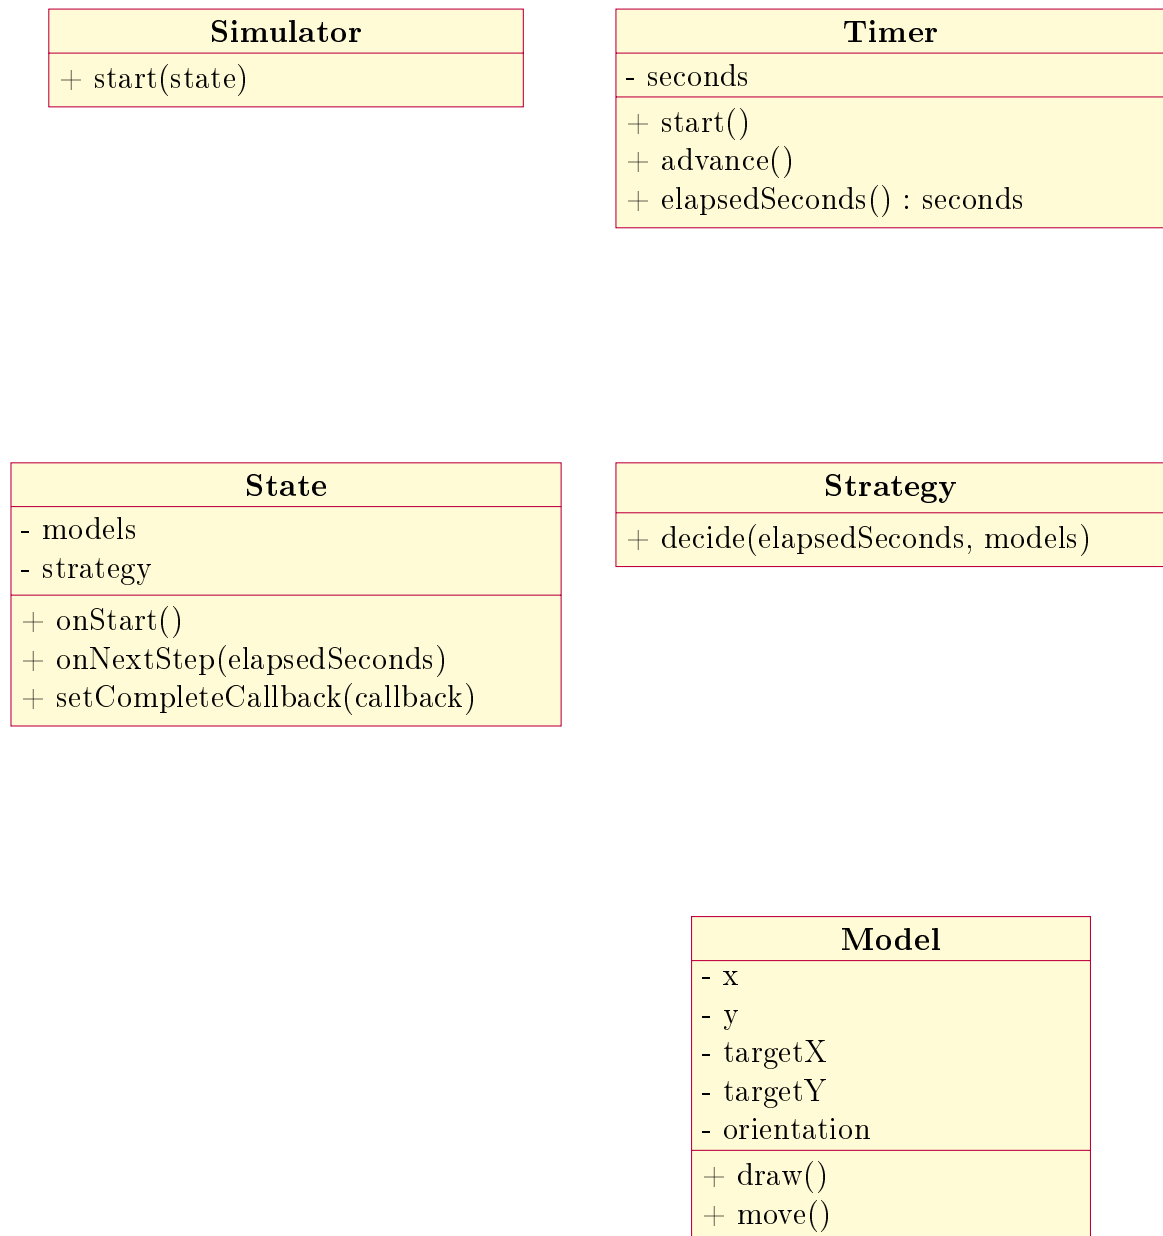 Simulator
+ start(state)
Timer
- seconds
+ start()
+ advance()
+ elapsedSeconds() : seconds
State
- models
- strategy
+ onStart()
+ onNextStep(elapsedSeconds)
+ setCompleteCallback(callback)
Strategy
+ decide(elapsedSeconds, models)
Model
- x
- y
- targetX
- targetY
- orientation
+ draw()
+ move()